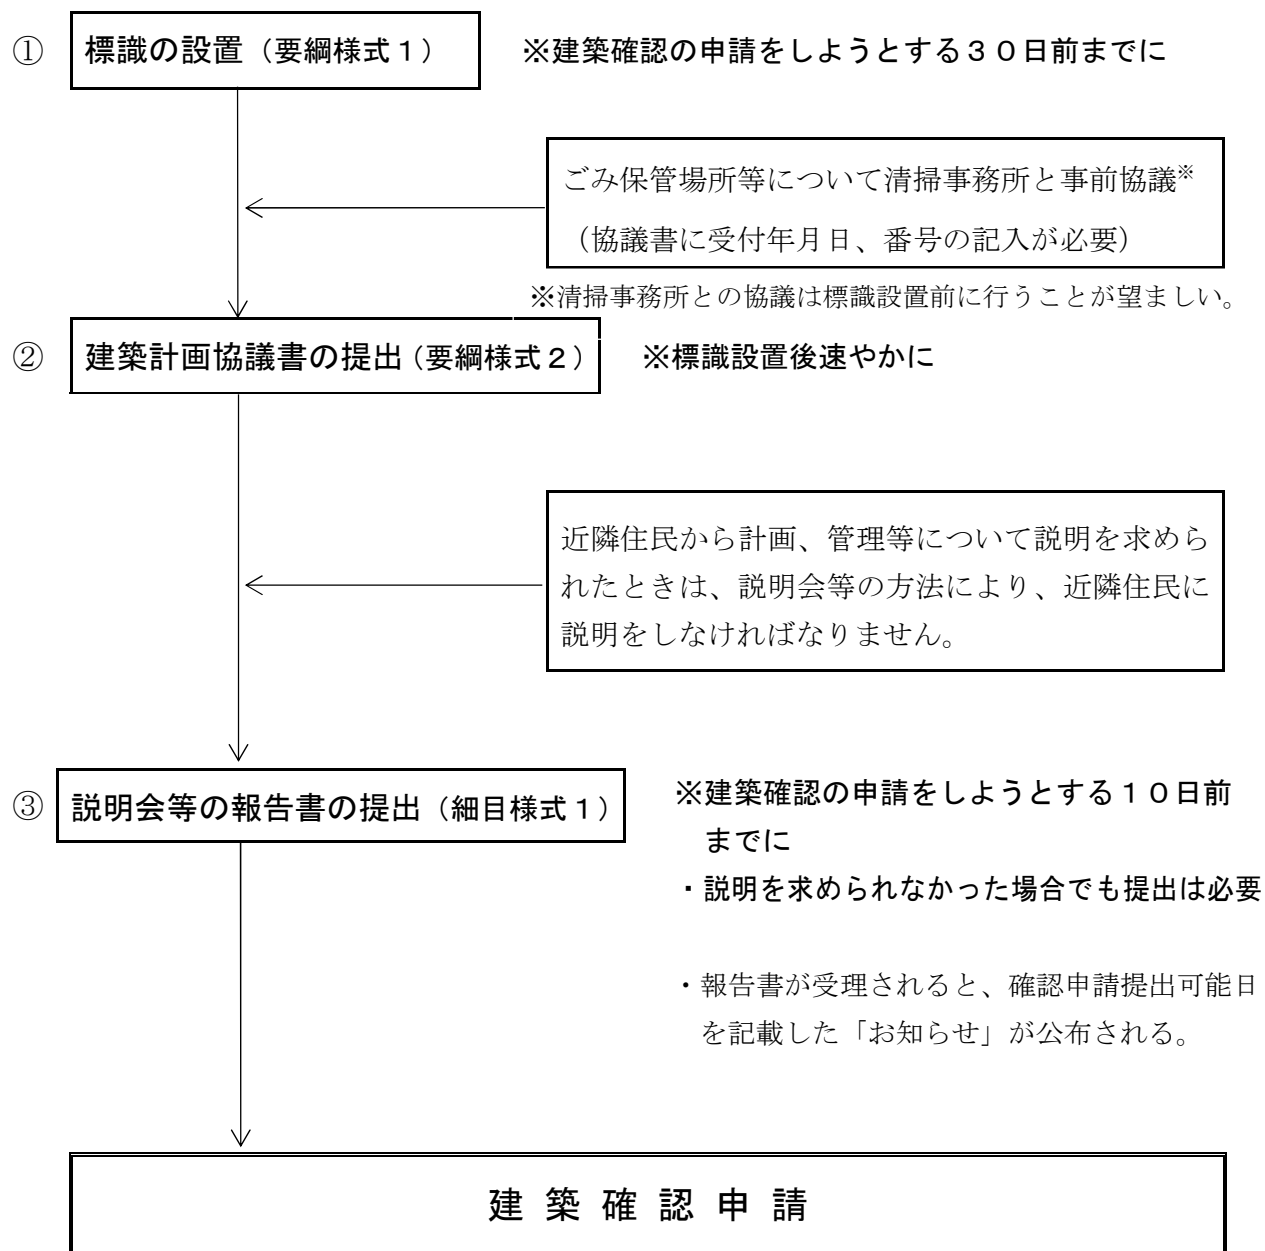 ① 標識の設置(要綱様式1) ※建築確認の申請をしようとする30日前までに
ごみ保管場所等について清掃事務所と事前協議※
(協議書に受付年月日、番号の記入が必要)
※清掃事務所との協議は標識設置前に行うことが望ましい。
② 建築計画協議書の提出(要綱様式2) ※標識設置後速やかに
近隣住民から計画、管理等について説明を求めら
れたときは、説明会等の方法により、近隣住民に
説明をしなければなりません。
③ 説明会等の報告書の提出(細目様式1)
※建築確認の申請をしようとする10日前
までに
・説明を求められなかった場合でも提出は必要
・報告書が受理されると、確認申請提出可能日
を記載した「お知らせ」が公布される。
建築確認申請